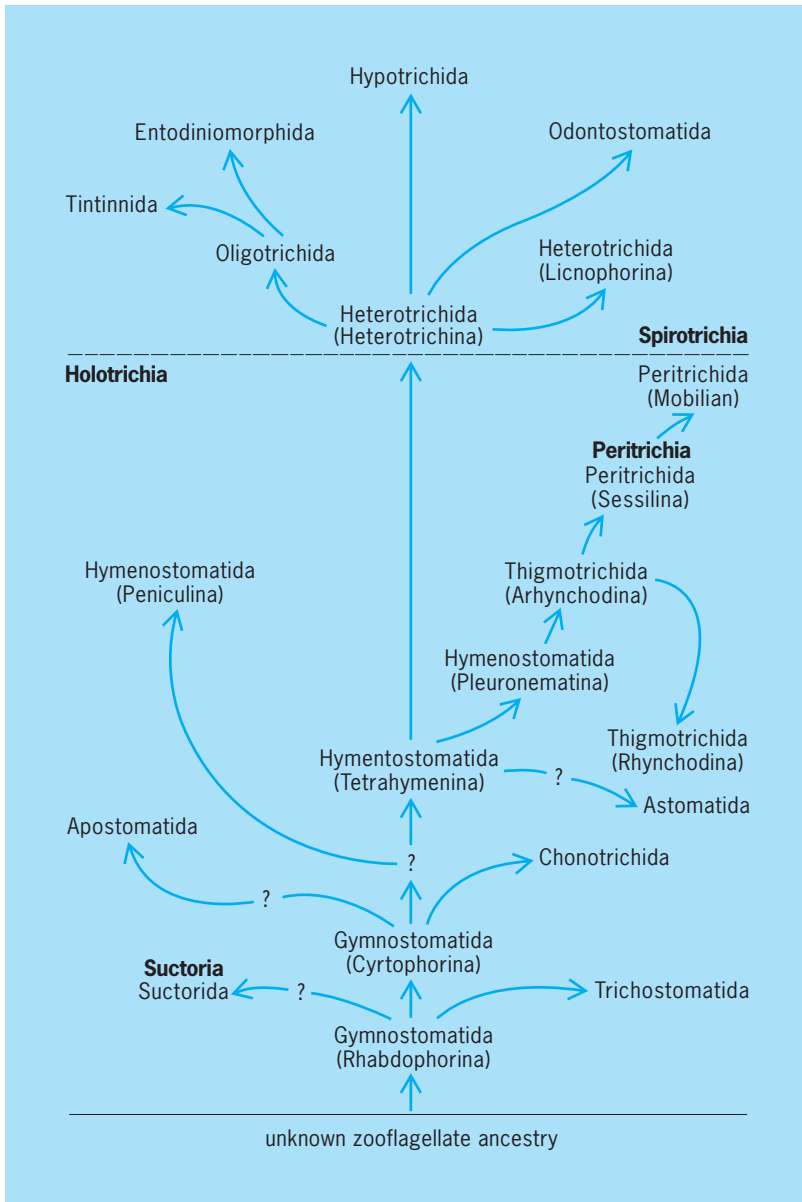 Hypotrichida
Entodiniomorphida
Odontostomatida
Tintinnida
Oligotrichida
Heterotrichida
(Licnophorina)
Heterotrichida
(Heterotrichina)
Spirotrichia
Holotrichia
Peritrichida
(Mobilian)
Peritrichia
Peritrichida
(Sessilina)
Hymenostomatida
(Peniculina)
Thigmotrichida
(Arhynchodina)
Hymenostomatida
(Pleuronematina)
Thigmotrichida
(Rhynchodina)
Hymentostomatida
(Tetrahymenina)
?
Astomatida
Apostomatida
?
Chonotrichida
?
Gymnostomatida
(Cyrtophorina)
Suctoria
Suctorida
?
Trichostomatida
Gymnostomatida
(Rhabdophorina)
unknown zooflagellate ancestry